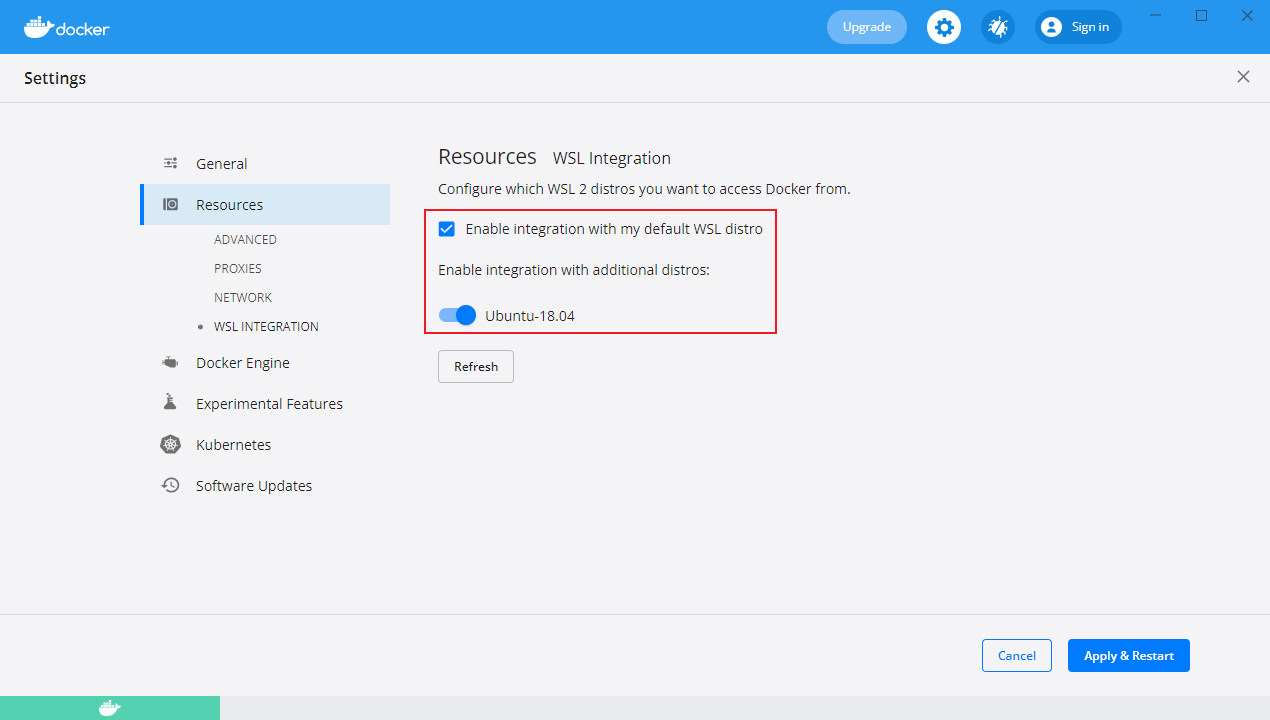 docker
Upgrade
Sign in
Settings
General
Resources
ADVANCED
PROXIES
NETWORK
WSL INTEGRATION
Docker Engine
Experimental Features
Kubernetes
Software Updates
Resources WSL Integration
Configure which WSL 2 distros you want to access Docker from.
Enable integration with my default WSL distro
Enable integration with additional distros:
Ubuntu-18.04
Refresh
Cancel
Apply & Restart